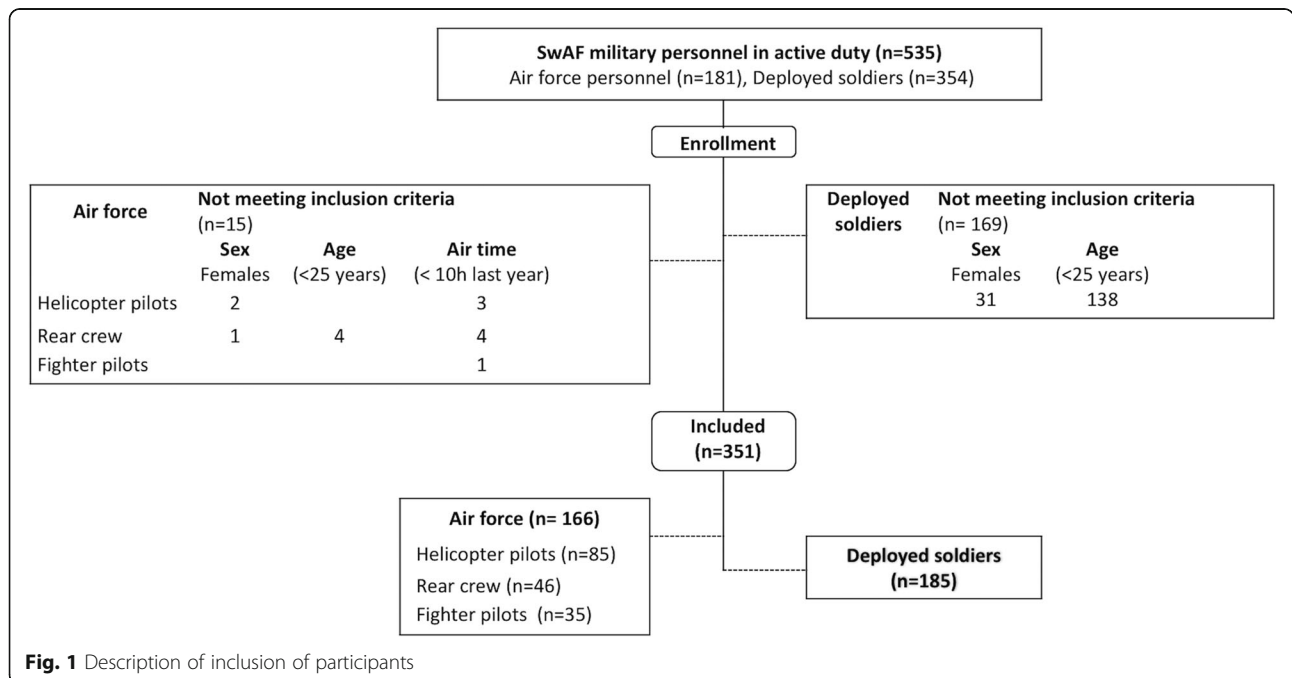 SwAF military personnel in active duty (n=535)
Air force personnel (n=181), Deployed soldiers (n=354)
Enrollment
Air force
Not meeting inclusion criteria
(n=15)
Sex Age Air time
Females (<25 years) (< 10h last year)
Helicopter pilots 2 3
Rear crew 1 4 4
Fighter pilots 1
Deployed
soldiers
Not meeting inclusion criteria
(n= 169)
Sex Age
Females (<25 years)
31 138
Included
(n=351)
Air force (n= 166)
Helicopter pilots (n=85)
Rear crew (n=46)
Fighter pilots (n=35)
Deployed soldiers
(n=185)
Fig. 1 Description of inclusion of participants